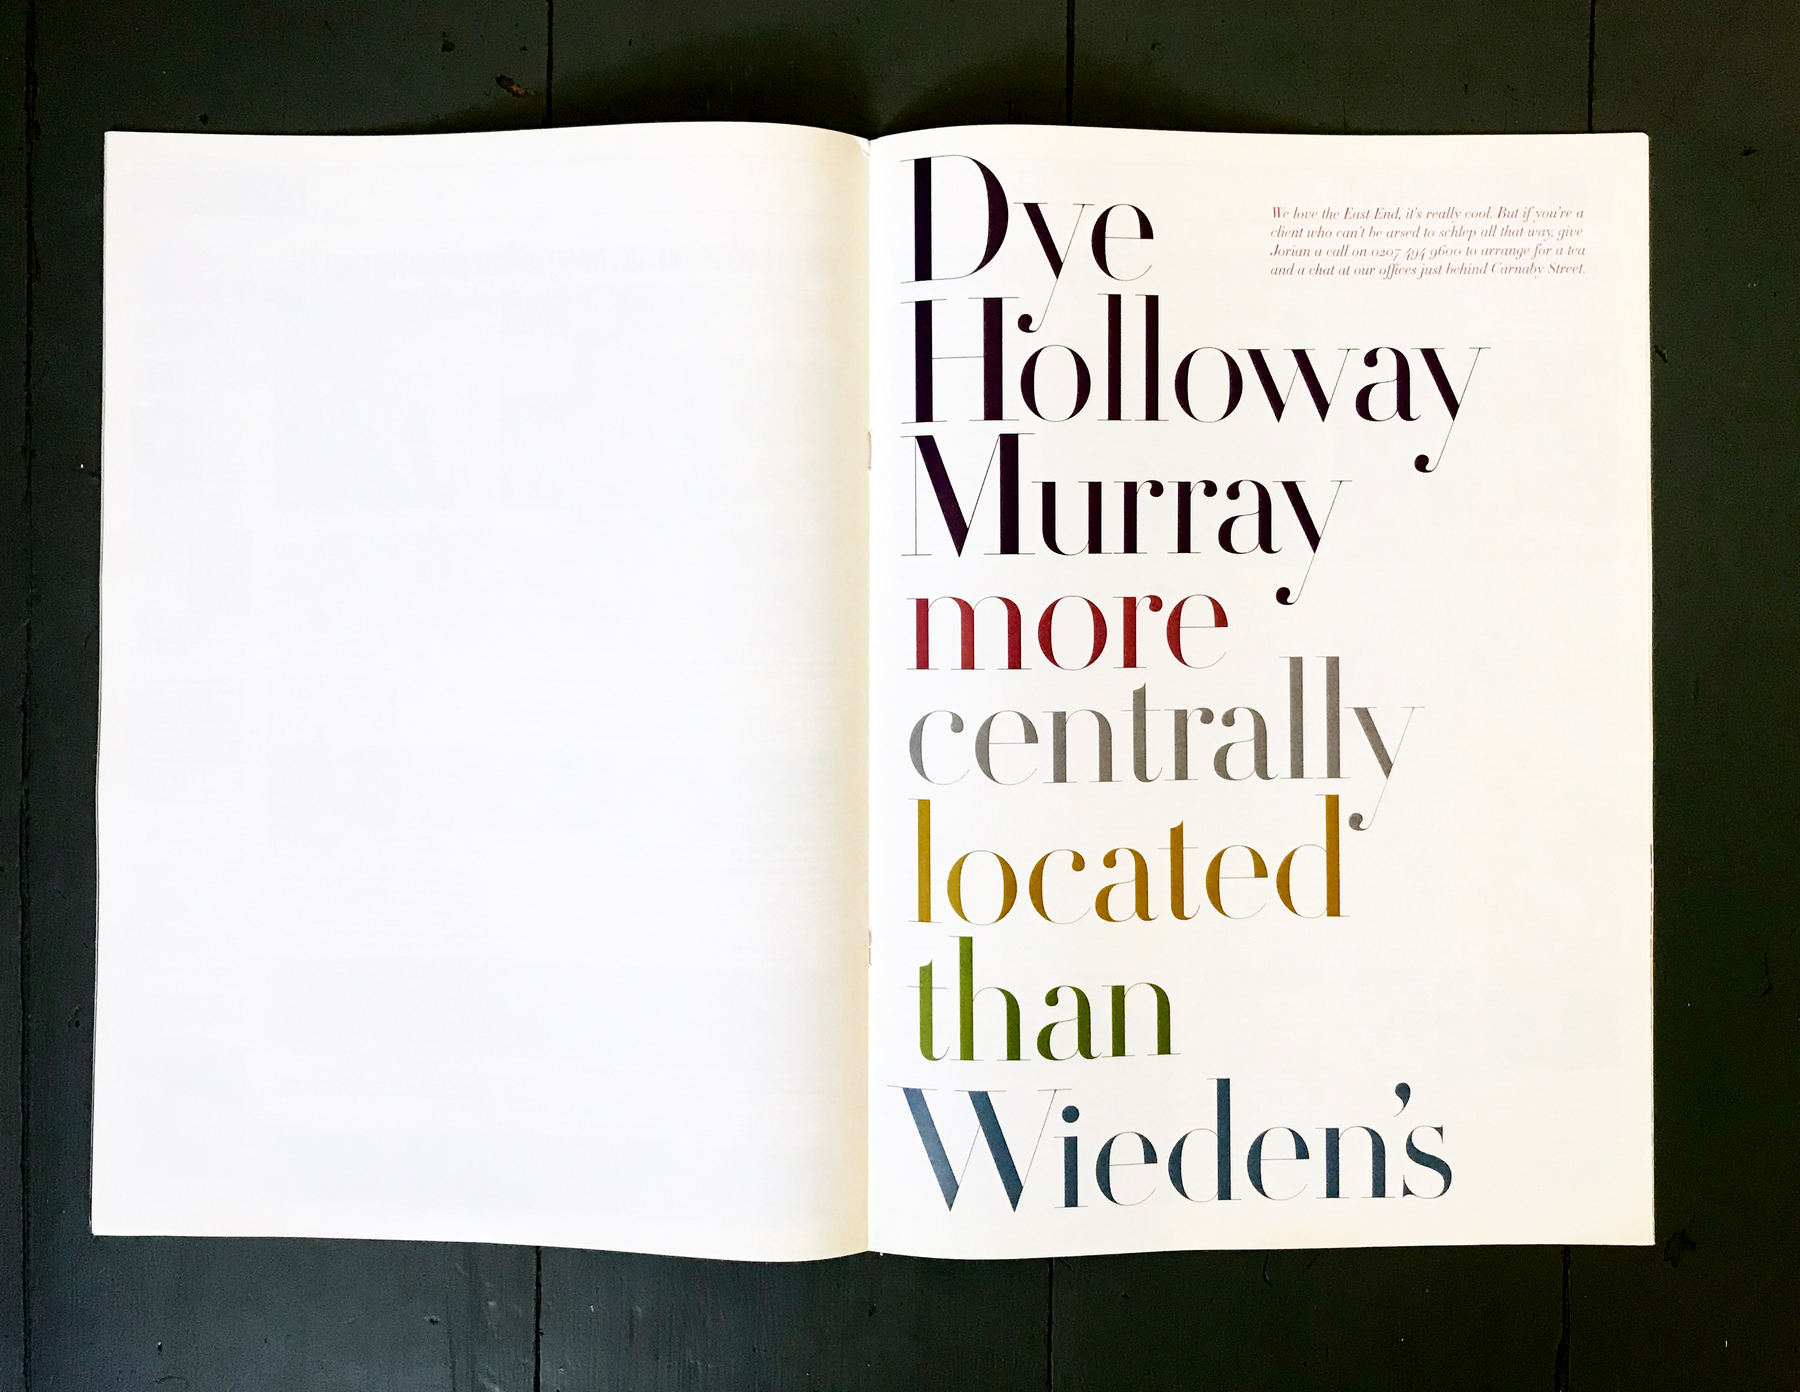 Dye
Holloway
Murray
more
centrally
located
than
Wieden’s
We love the East End, it's really cool. But if you're a
client who can't be arsed to schlep all that way, give
Jorian a call on 0207 494 9600 to arrange for a tea
and a chat at our offices just behind Carnaby Street.